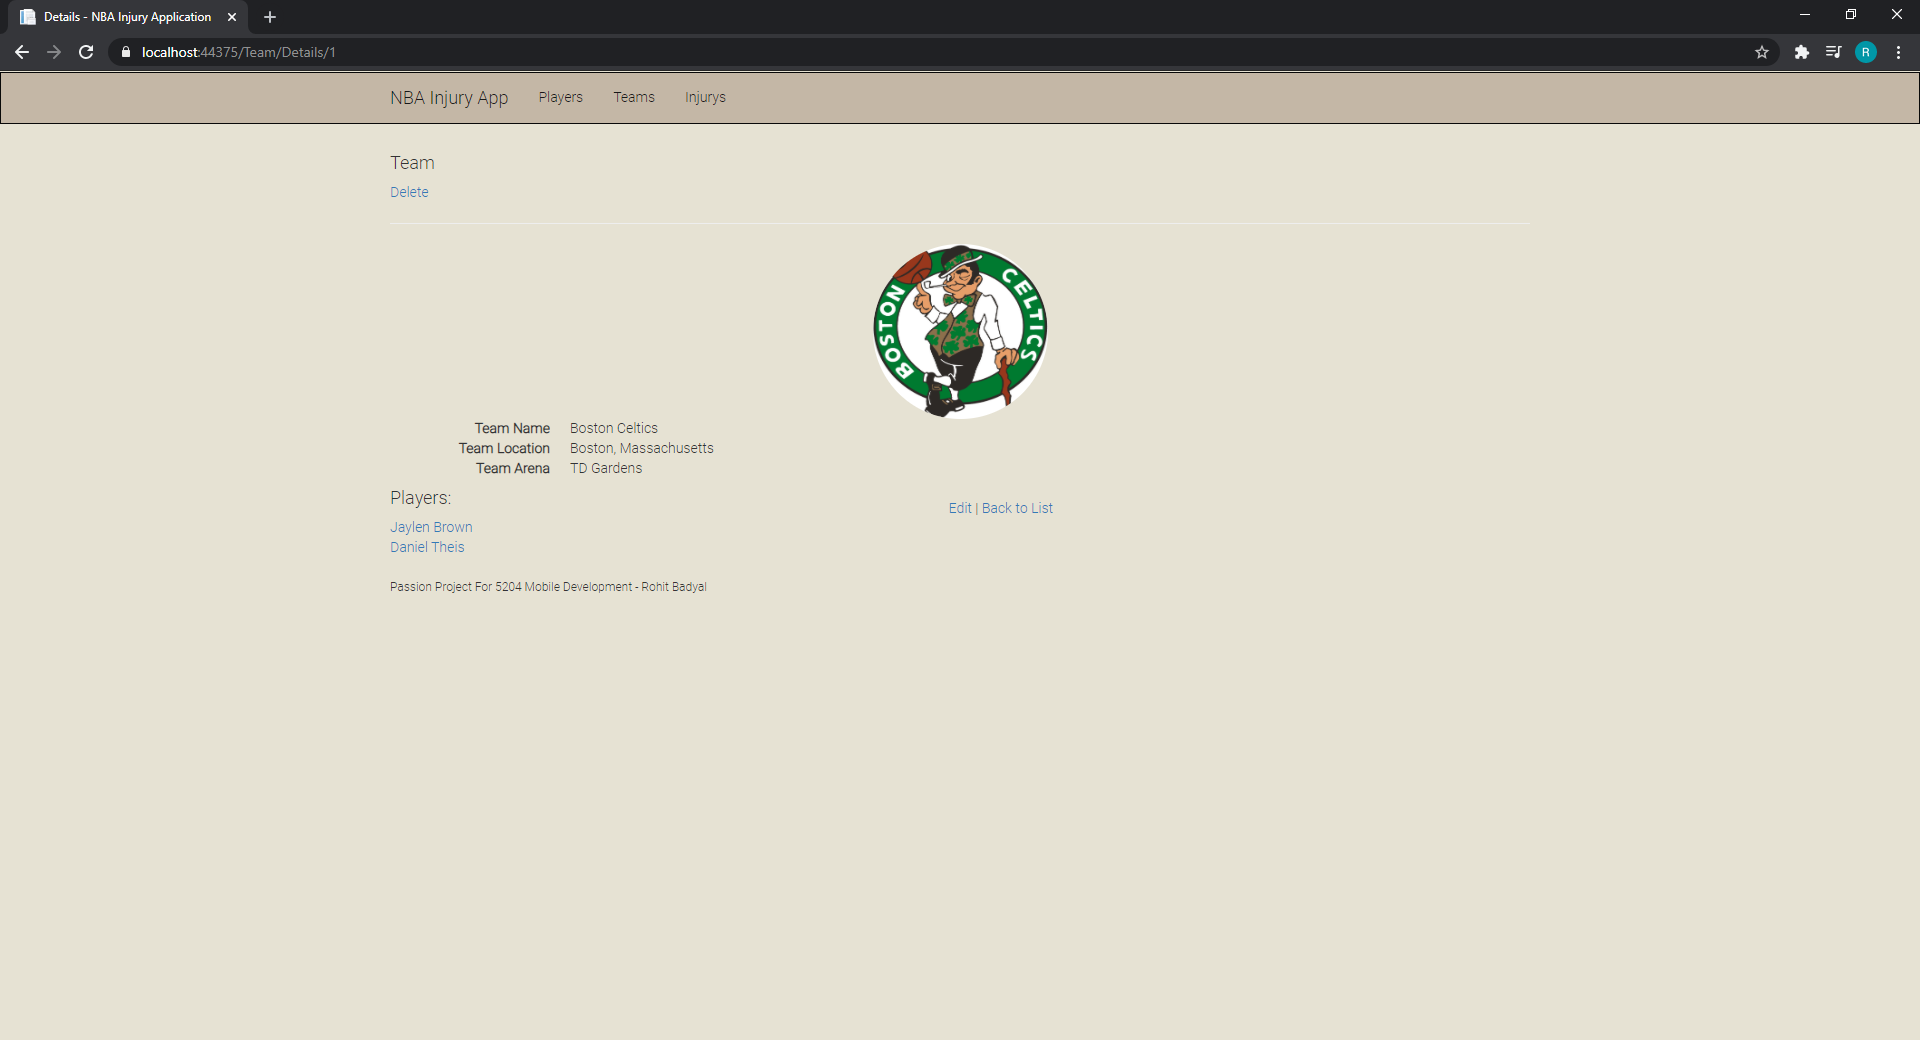 Details - NBA Injury Application
localhost:44375/Team/Details/1
R
NBA Injury App Players Teams Injurys
Team
Delete
BOSTON CELTICS
Team Name Boston Celtics
Team Location Boston, Massachusetts
Team Arena TD Gardens
Players:
Edit | Back to List
Jaylen Brown
Daniel Theis
Passion Project For 5204 Mobile Development - Rohit Badyal